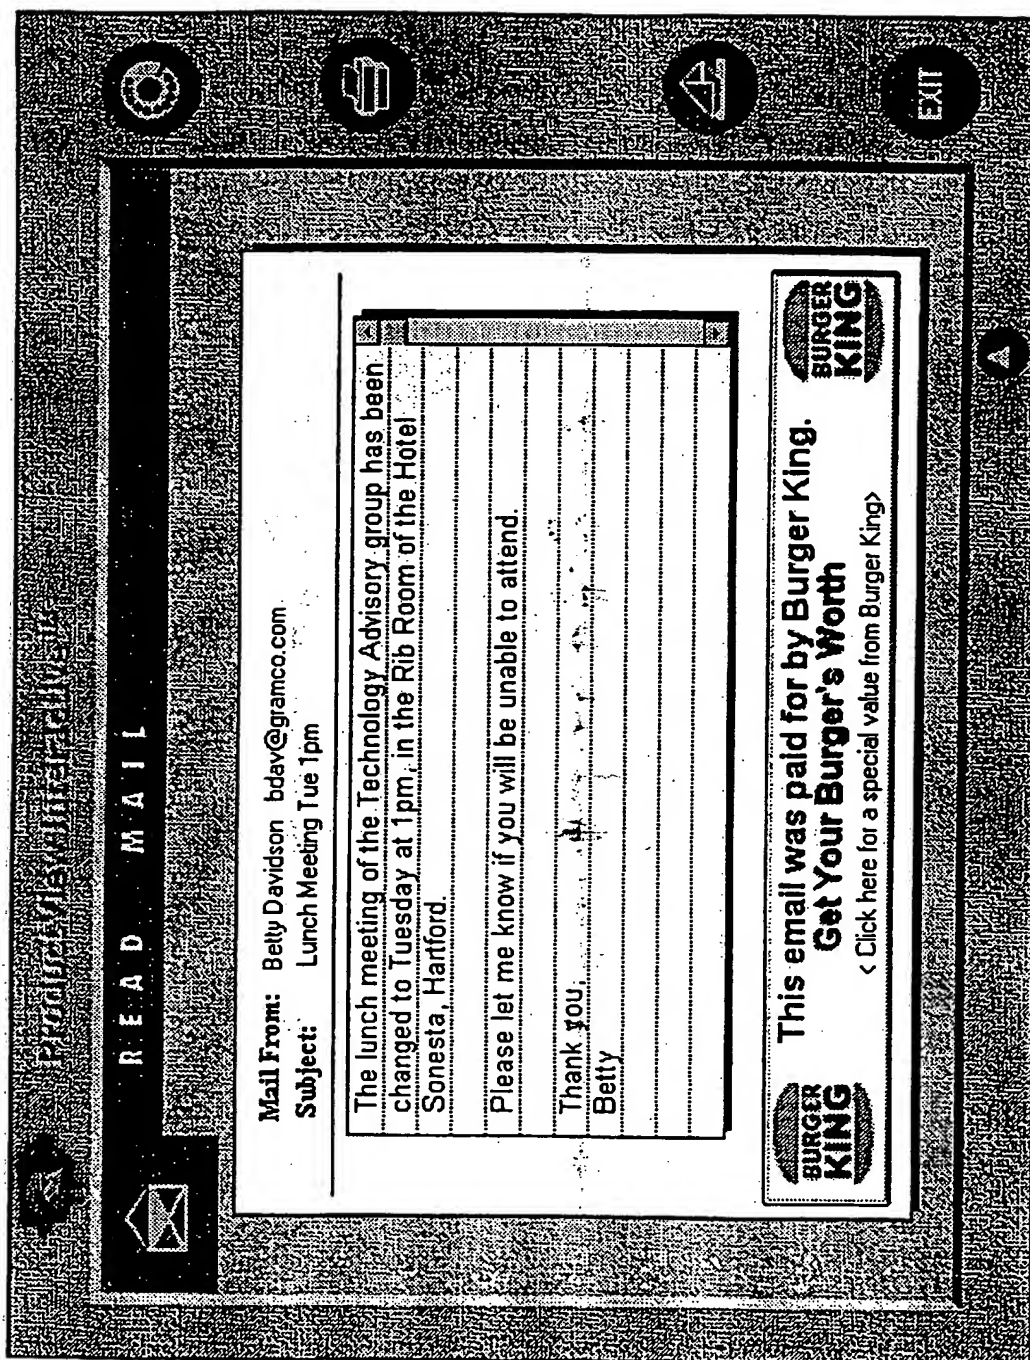 ProductView Interactive
READ MAIL
Mail From: Betty Davidson bdav@gramco.com
Subject: Lunch Meeting Tue 1pm
The lunch meeting of the Technology Advisory group has been
changed to Tuesday at 1pm, in the Rib Room of the Hotel
Sonesta, Hartford.
Please let me know if you will be unable to attend.
Thank you,
Betty
BURGER
KING
This email was paid for by Burger King.
Get Your Burger's Worth
< Click here for a special value from Burger King>
BURGER
KING
EXIT